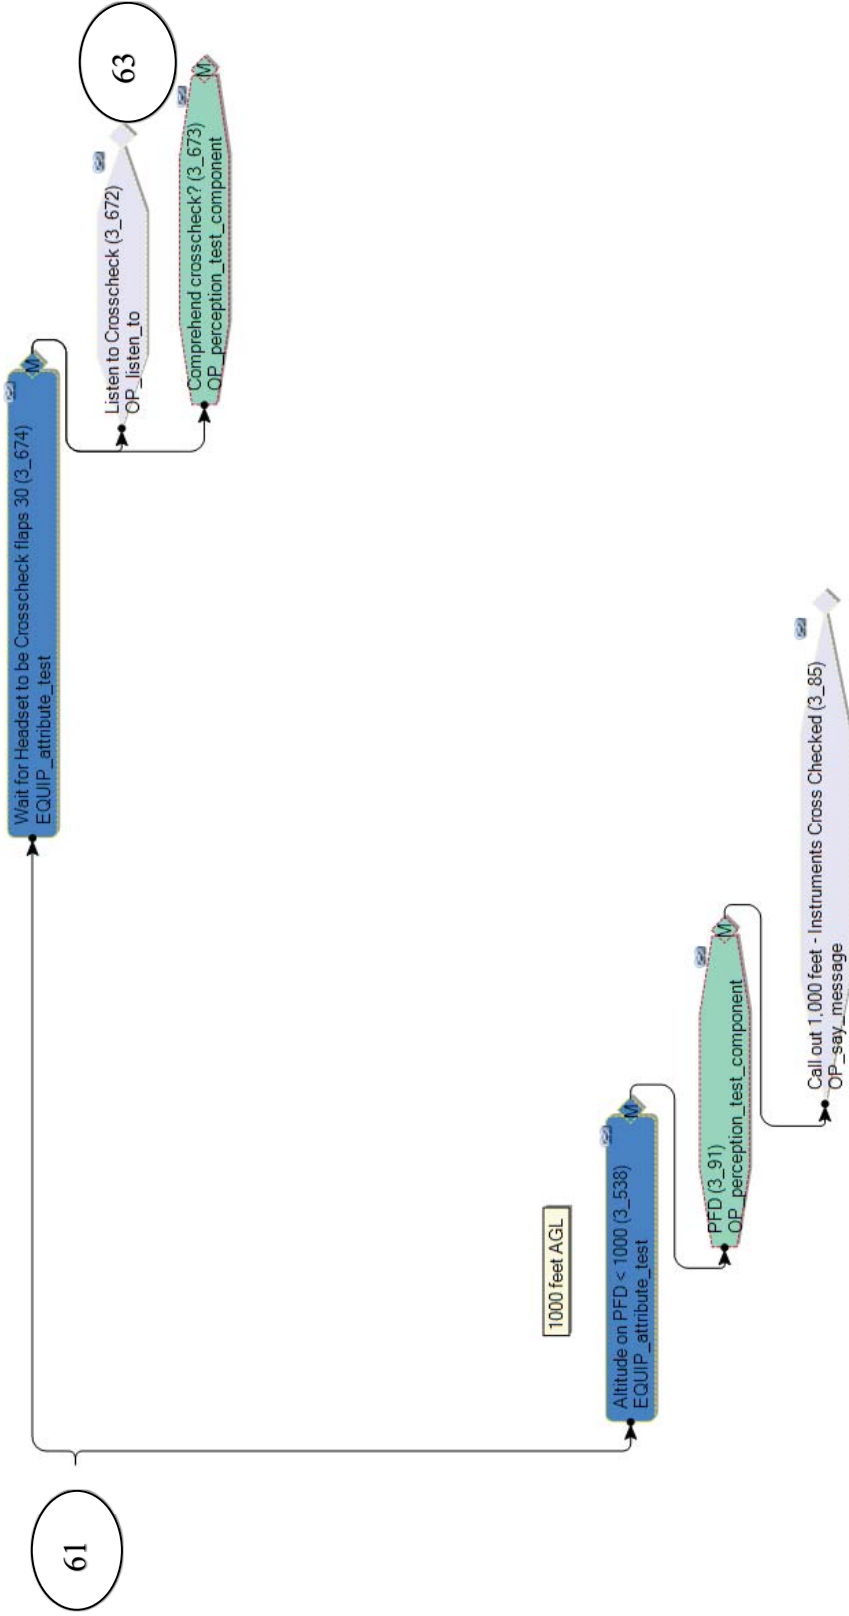 61
Wait for Headset to be Crosscheck flaps 30 (3_674)
EQUIP_attribute_test
M
Listen to Crosscheck (3_672)
OP_listen_to
63
Comprehend crosscheck? (3_673)
OP_perception_test_component
M
1000 feet AGL
Altitude on PFD < 1000 (3_538)
EQUIP_attribute_test
M
PFD (3_91)
OP_perception_test_component
M
Call out 1,000 feet - Instruments Cross Checked (3_85)
OP_say_message